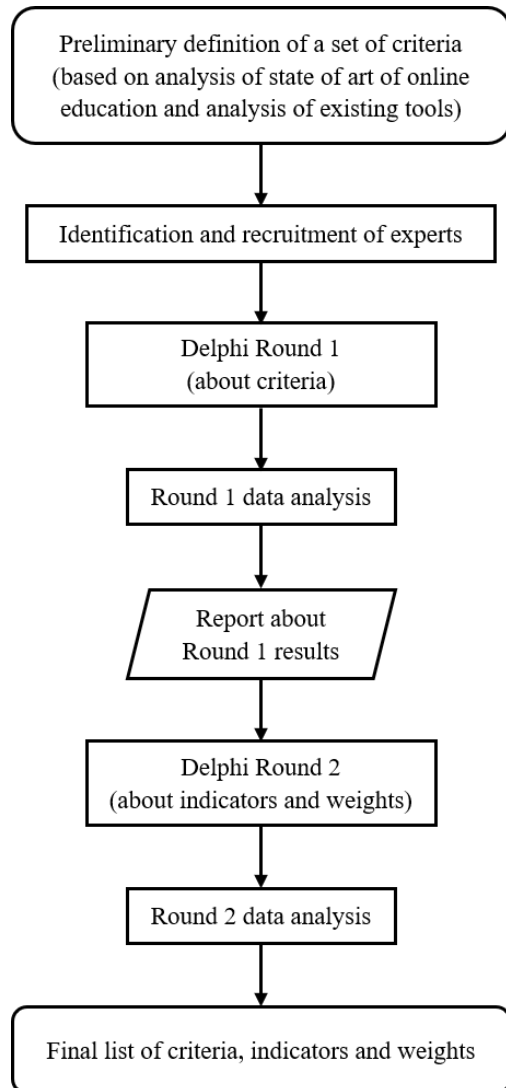 Preliminary definition of a set of criteria
(based on analysis of state of art of online
education and analysis of existing tools)
Identification and recruitment of experts
Delphi Round 1
(about criteria)
Round 1 data analysis
Report about
Round 1 results
Delphi Round 2
(about indicators and weights)
Round 2 data analysis
Final list of criteria, indicators and weights